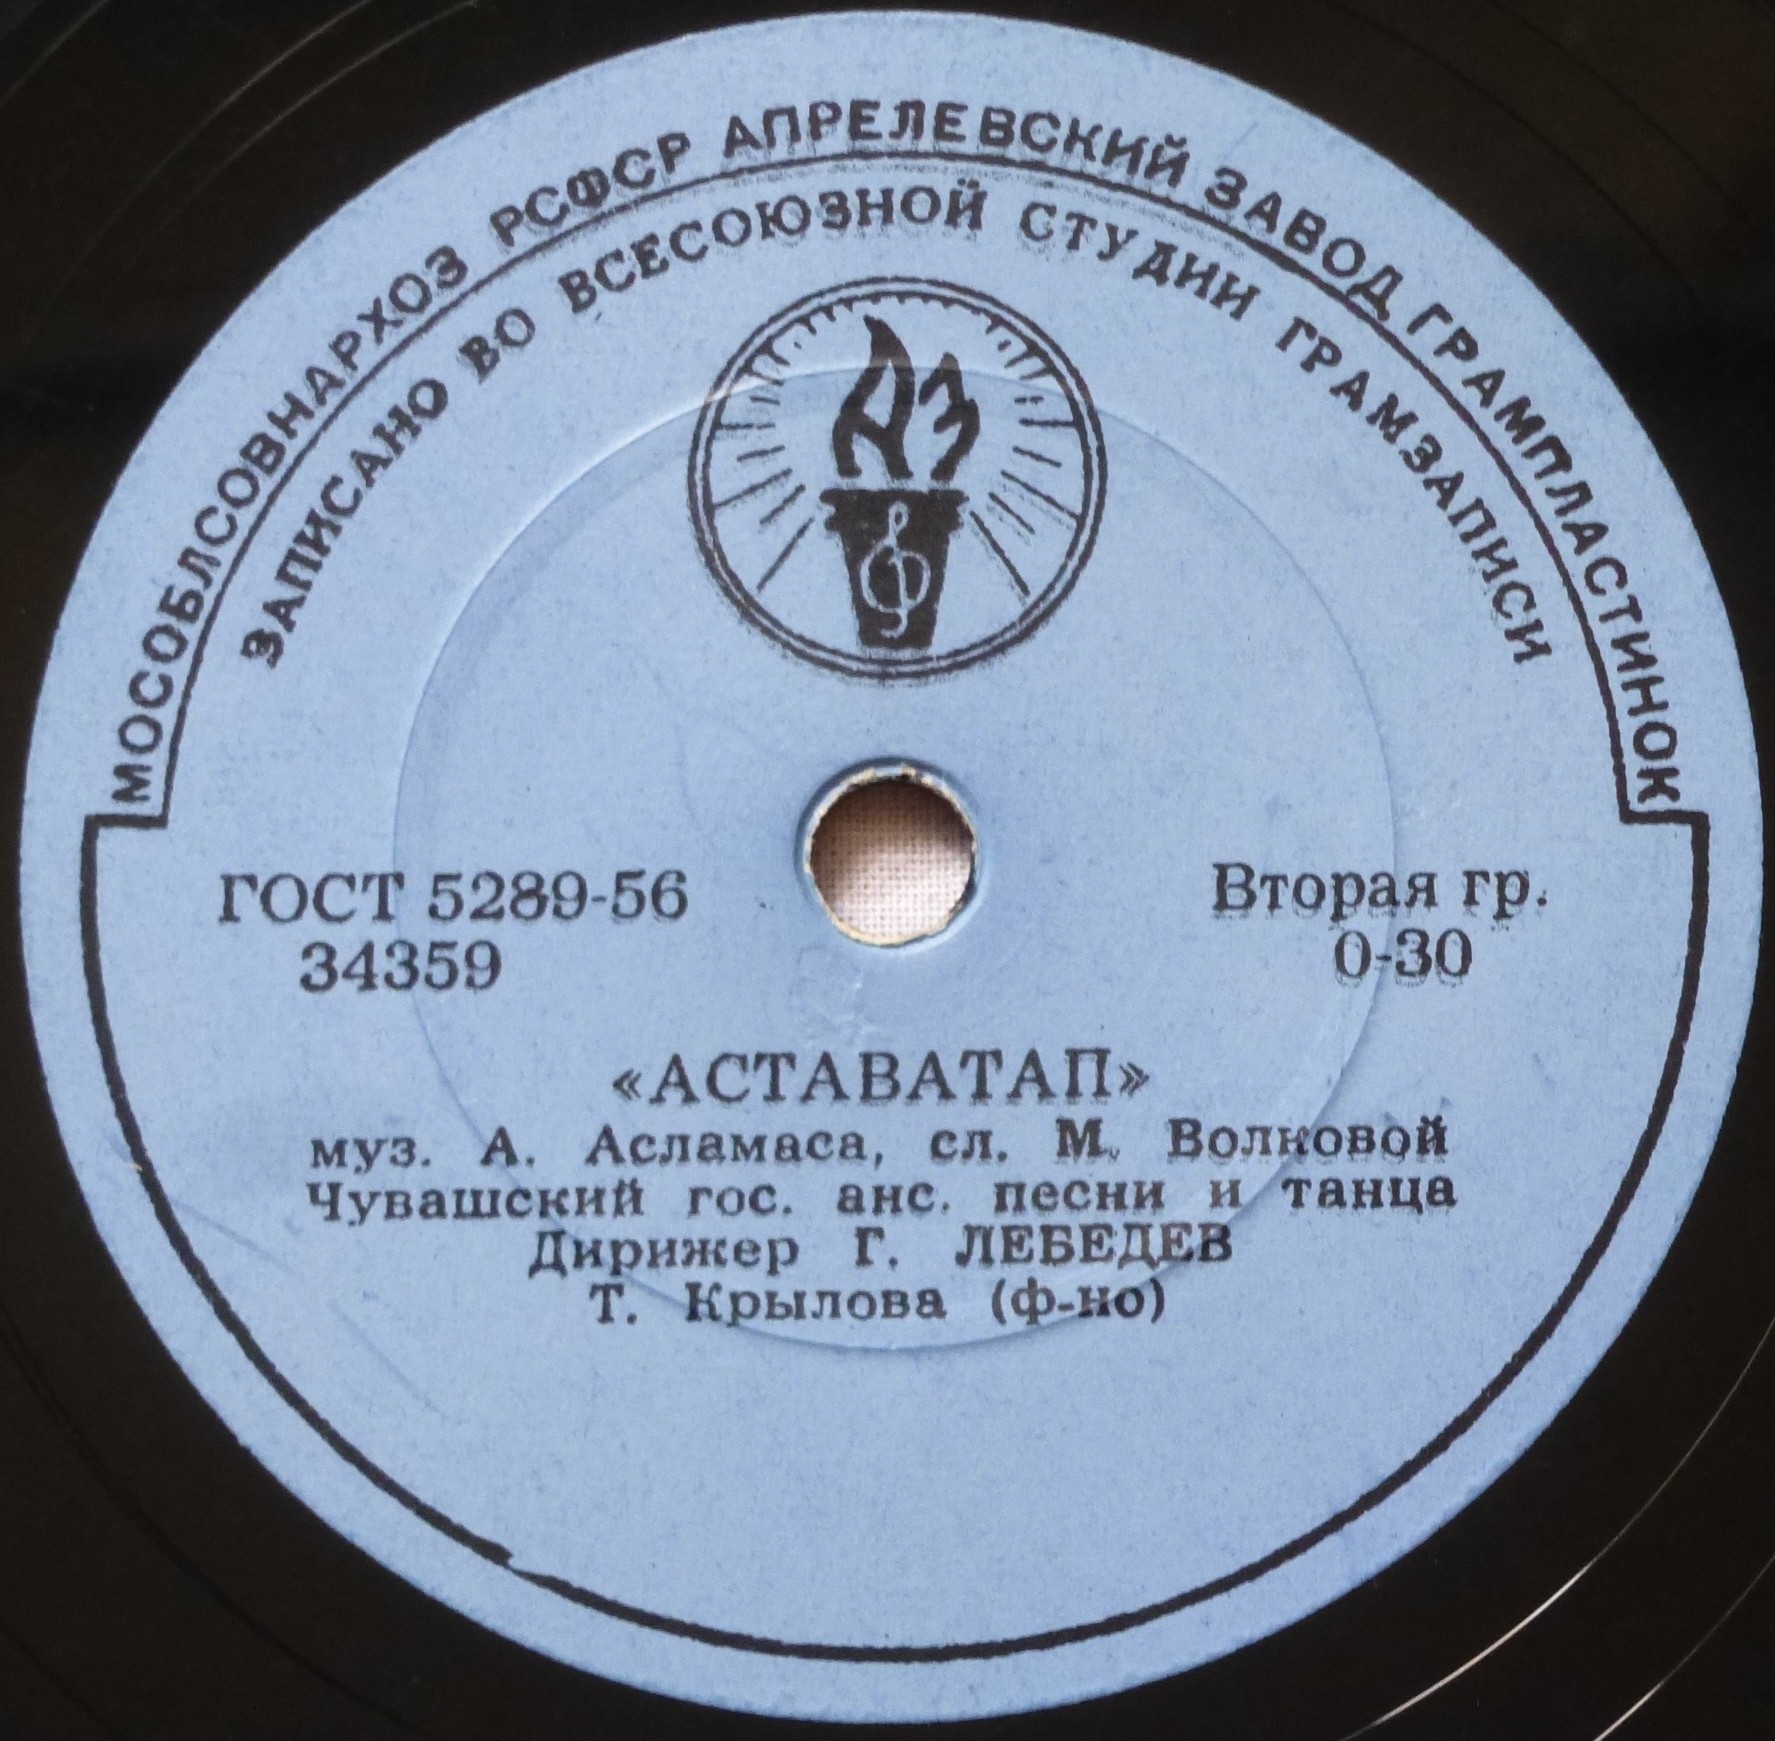 МОСОБЛСОВНАРХОЗ РСФСР АПРЕЛЕВСКИЙ ЗАВОД ГРАМПЛАСТИНОК
ЗАПИСАНО ВО ВСЕСОЮЗНОЙ СТУДИИ ГРАМЗАПИСИ
АЗ
ГОСТ 5289-56
34359
Вторая гр.
0-30
«АСТАВАТАП»
муз. А. Асламаса, сл. М. Волковой
Чувашский гос. анс. песни и танца
Дирижер Г. ЛЕБЕДЕВ
Т. Крылова (ф-но)